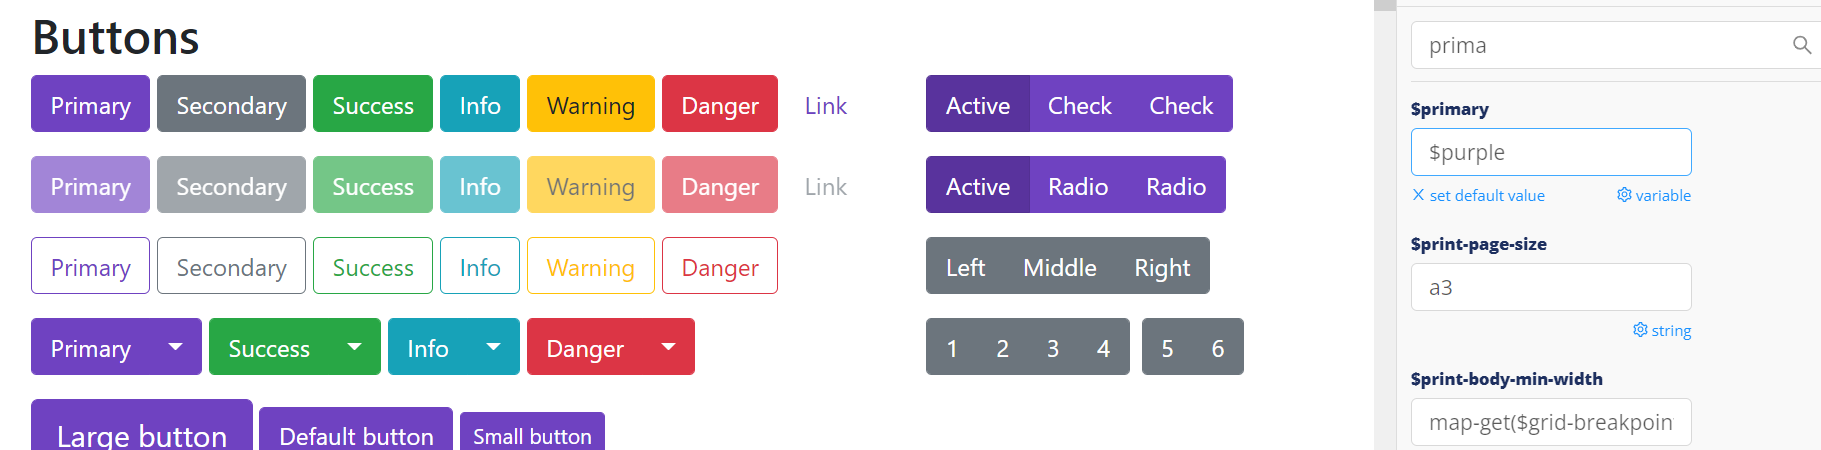 Buttons
Primary Secondary Success Info Warning Danger Link
Primary Secondary Success Info Warning Danger Link
Primary Secondary Success Info Warning Danger
Primary Success Info Danger
Large button Default button Small button
Active Check Check
Active Radio Radio
Left Middle Right
1 2 3 4 5 6
prima
$primary
$purple
set default value variable
$print-page-size
a3
string
$print-body-min-width
map-get($grid-breakpoin